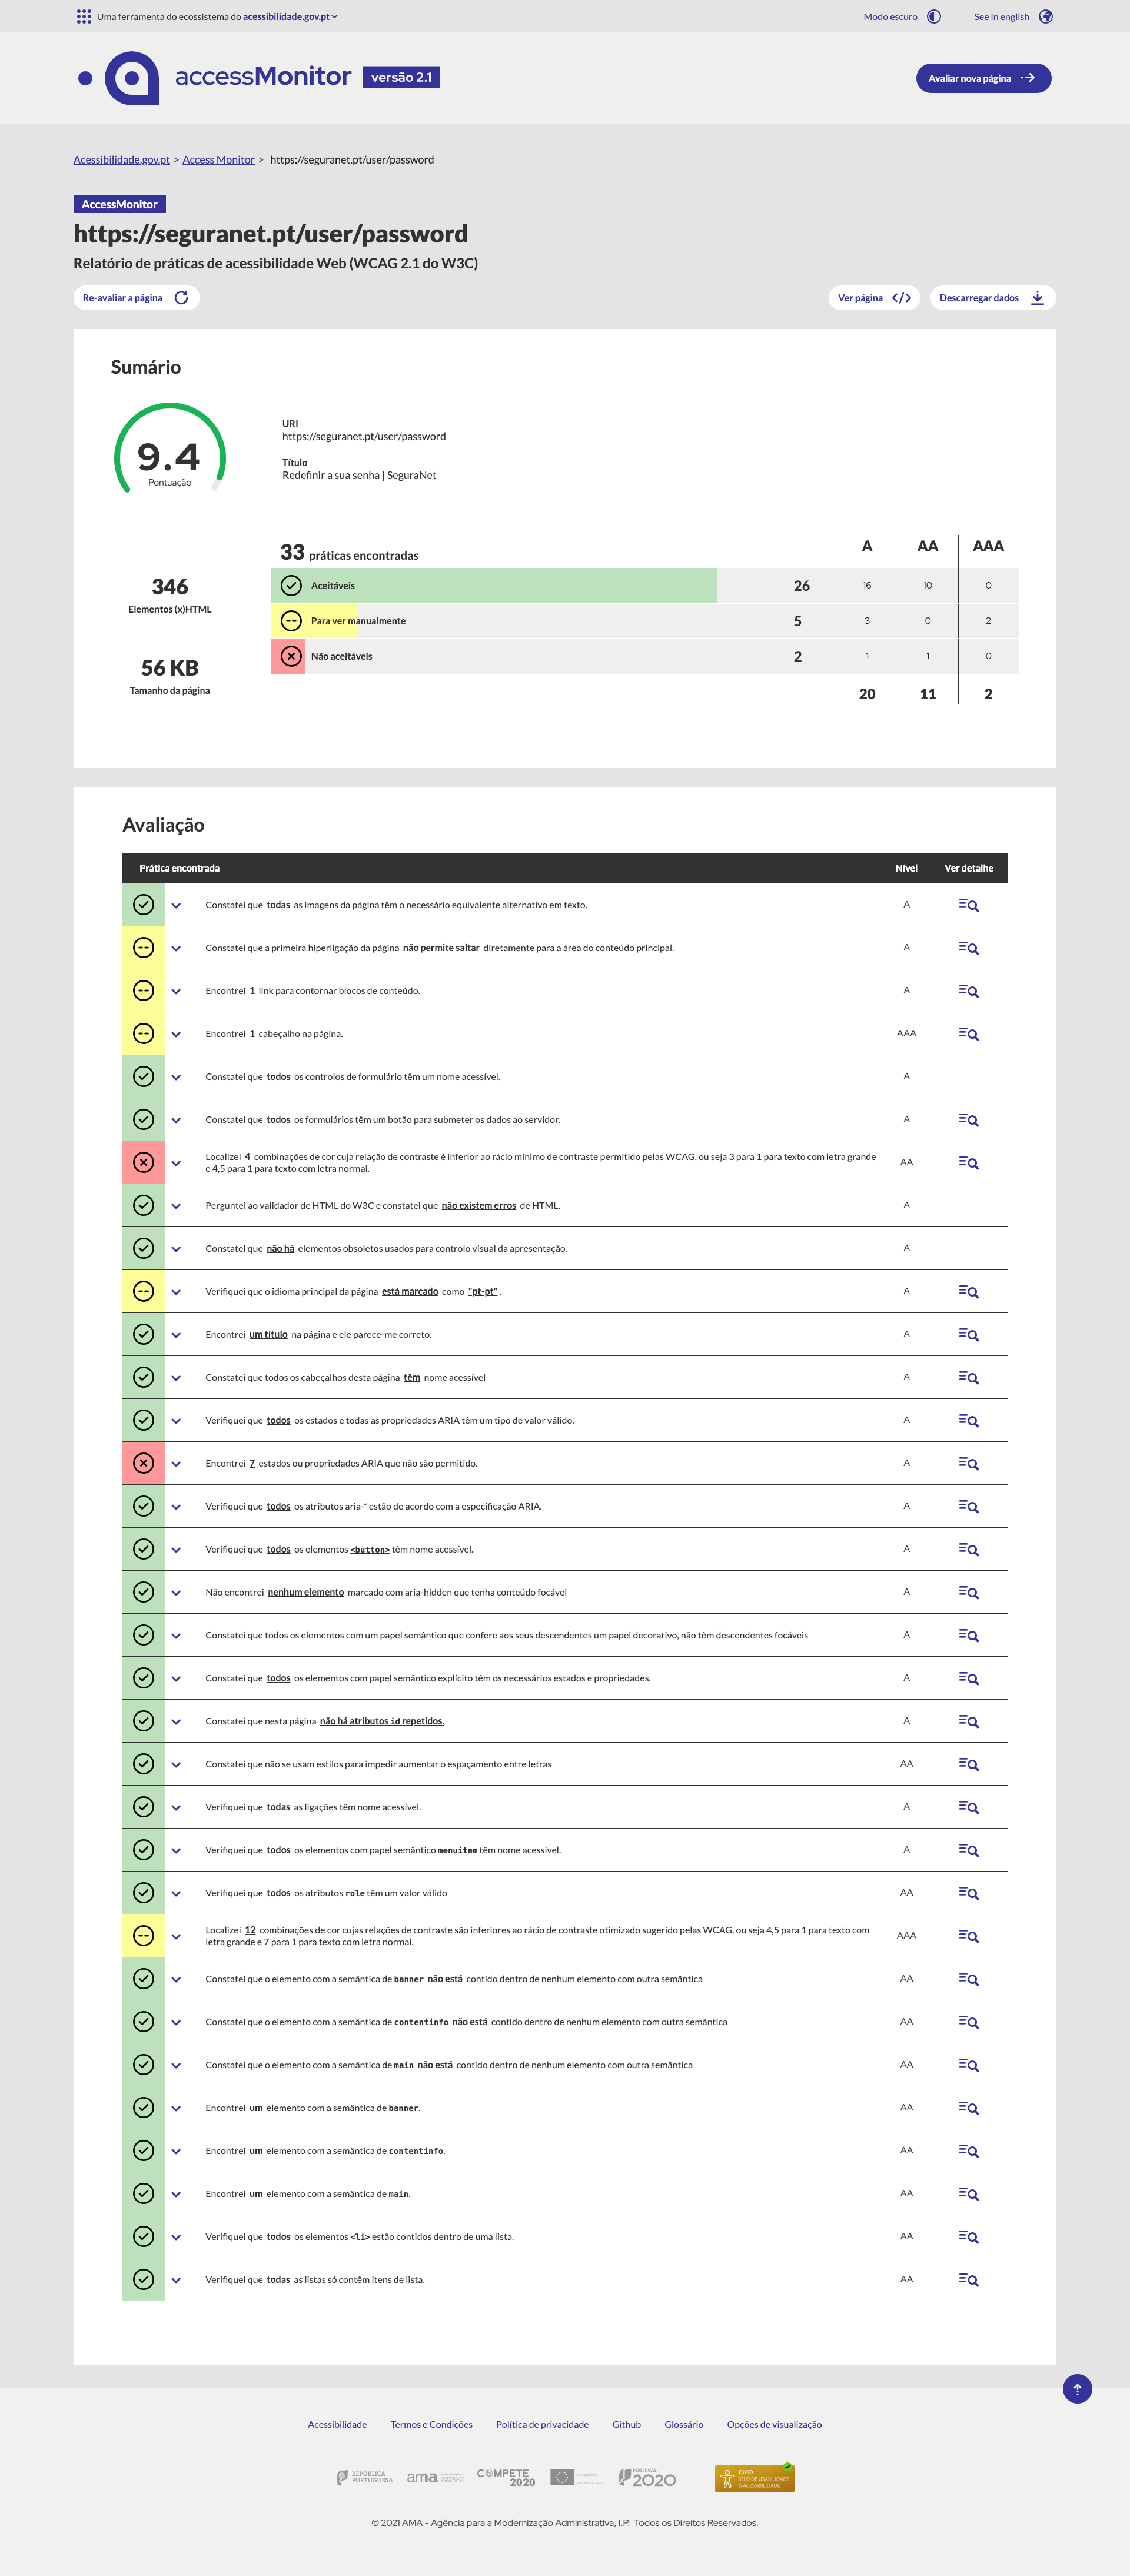 Uma ferramenta do ecossistema do acessibilidade.gov.pt
Modo escuro
See in english
accessMonitor versão 2.1
Avaliar nova página
Acessibilidade.gov.pt > Access Monitor > https://seguranet.pt/user/password
AccessMonitor
https://seguranet.pt/user/password
Relatório de práticas de acessibilidade Web (WCAG 2.1 do W3C)
Re-avaliar a página
Ver página
Descarregar dados
Sumário
9.4
Pontuação
URI
https://seguranet.pt/user/password
Título
Redefinir a sua senha | SeguraNet
346
Elementos (x)HTML
56 KB
Tamanho da página
33 práticas encontradas A AA AAA
Aceitáveis 26 16 10 0
Para ver manualmente 5 3 0 2
Não aceitáveis 2 1 1 0
20 11 2
Avaliação
Prática encontrada Nível Ver detalhe
Constatei que todas as imagens da página têm o necessário equivalente alternativo em texto. A
Constatei que a primeira hiperligação da página não permite saltar diretamente para a área do conteúdo principal. A
Encontrei 1 link para contornar blocos de conteúdo. A
Encontrei 1 cabeçalho na página. AAA
Constatei que todos os controlos de formulário têm um nome acessível. A
Constatei que todos os formulários têm um botão para submeter os dados ao servidor. A
Localizei 4 combinações de cor cuja relação de contraste é inferior ao rácio mínimo de contraste permitido pelas WCAG, ou seja 3 para 1 para texto com letra grande
e 4,5 para 1 para texto com letra normal. AA
Perguntei ao validador de HTML do W3C e constatei que não existem erros de HTML. A
Constatei que não há elementos obsoletos usados para controlo visual da apresentação. A
Verifiquei que o idioma principal da página está marcado como "pt-pt" . A
Encontrei um título na página e ele parece-me correto. A
Constatei que todos os cabeçalhos desta página têm nome acessível A
Verifiquei que todos os estados e todas as propriedades ARIA têm um tipo de valor válido. A
Encontrei 7 estados ou propriedades ARIA que não são permitido. A
Verifiquei que todos os atributos aria-* estão de acordo com a especificação ARIA. A
Verifiquei que todos os elementos <button> têm nome acessível. A
Não encontrei nenhum elemento marcado com aria-hidden que tenha conteúdo focável A
Constatei que todos os elementos com um papel semântico que confere aos seus descendentes um papel decorativo, não têm descendentes focáveis A
Constatei que todos os elementos com papel semântico explícito têm os necessários estados e propriedades. A
Constatei que nesta página não há atributos id repetidos. A
Constatei que não se usam estilos para impedir aumentar o espaçamento entre letras AA
Verifiquei que todas as ligações têm nome acessível. A
Verifiquei que todos os elementos com papel semântico menuitem têm nome acessível. A
Verifiquei que todos os atributos role têm um valor válido AA
Localizei 12 combinações de cor cujas relações de contraste são inferiores ao rácio de contraste otimizado sugerido pelas WCAG, ou seja 4,5 para 1 para texto com
letra grande e 7 para 1 para texto com letra normal. AAA
Constatei que o elemento com a semântica de banner não está contido dentro de nenhum elemento com outra semântica AA
Constatei que o elemento com a semântica de contentinfo não está contido dentro de nenhum elemento com outra semântica AA
Constatei que o elemento com a semântica de main não está contido dentro de nenhum elemento com outra semântica AA
Encontrei um elemento com a semântica de banner. AA
Encontrei um elemento com a semântica de contentinfo. AA
Encontrei um elemento com a semântica de main. AA
Verifiquei que todos os elementos <li> estão contidos dentro de uma lista. AA
Verifiquei que todas as listas só contêm itens de lista. AA
Acessibilidade Termos e Condições Política de privacidade Github Glossário Opções de visualização
REPÚBLICA
PORTUGUESA
ama
COMPETE
2020
PORTUGAL
2020
OURO
SELO DE USABILIDADE
& ACESSIBILIDADE
© 2021 AMA - Agência para a Modernização Administrativa, I.P. Todos os Direitos Reservados.